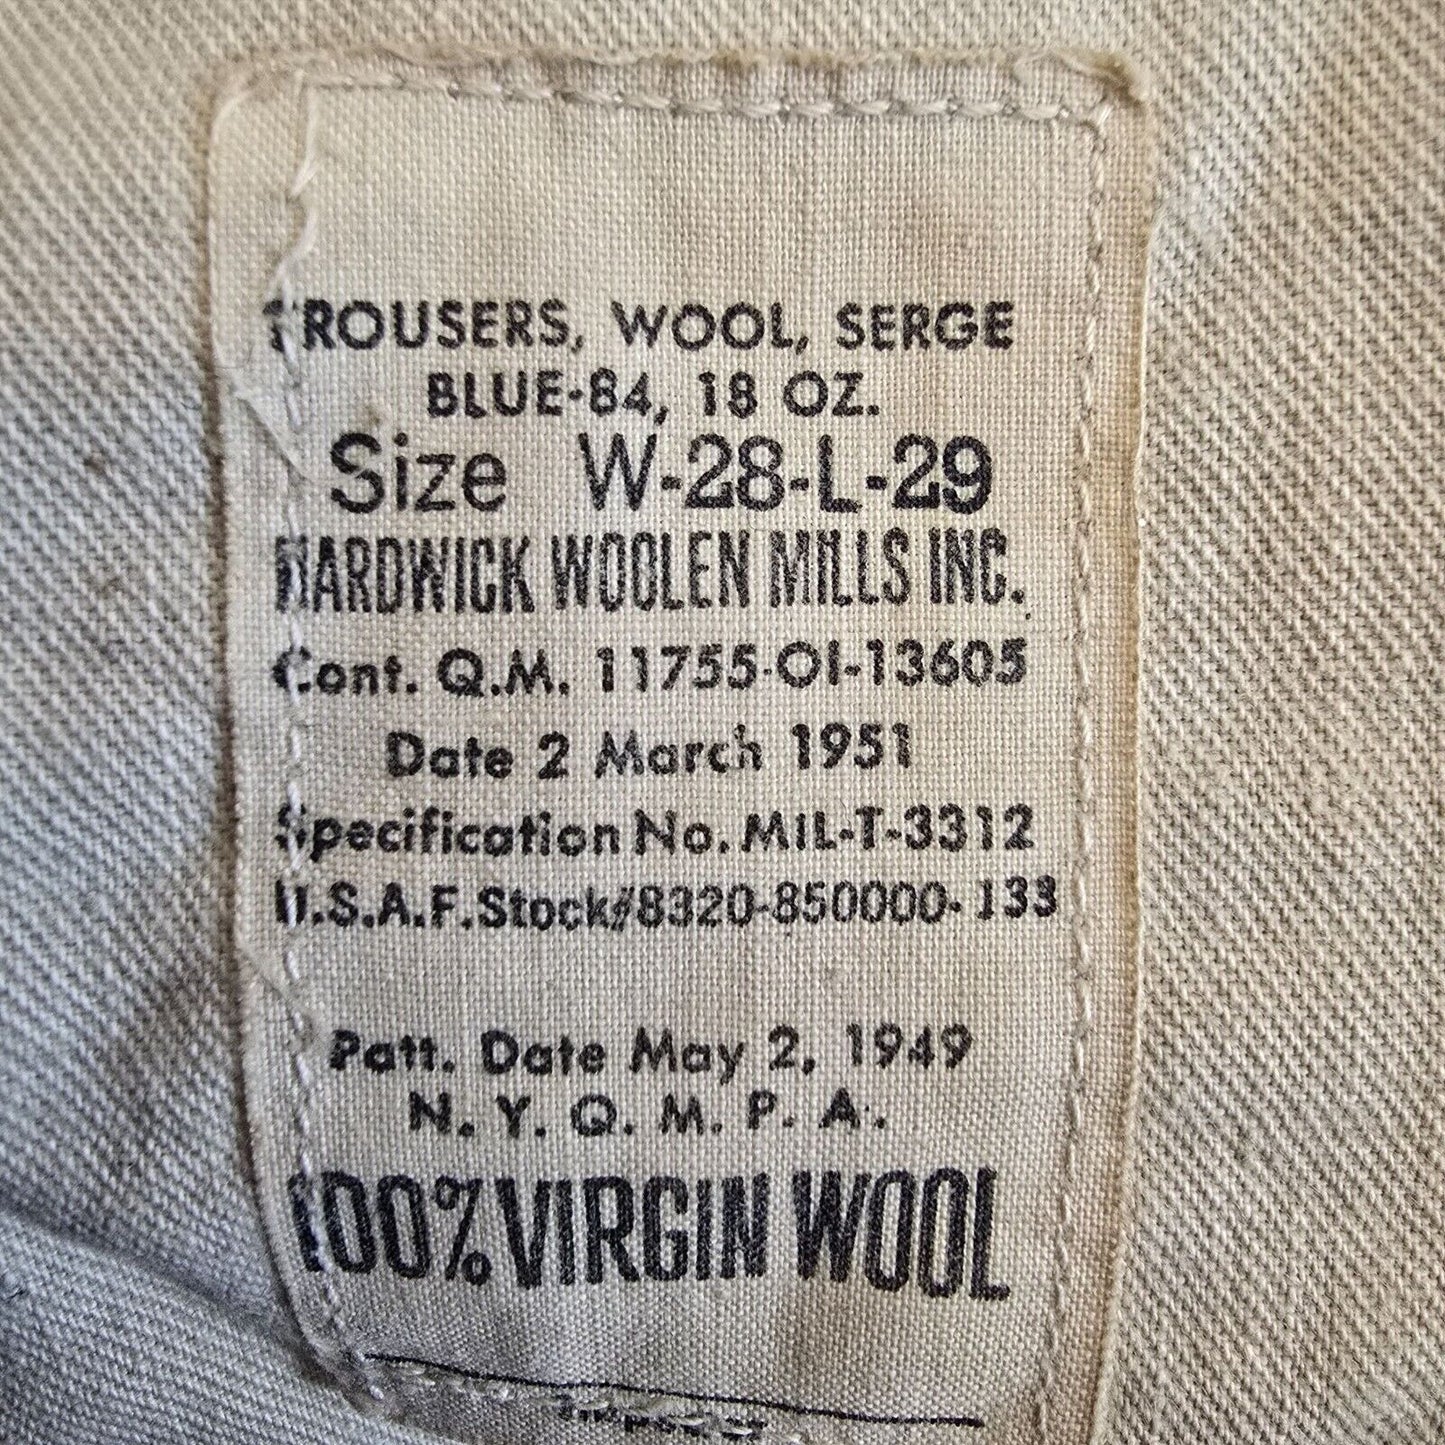 TROUSERS, WOOL, SERGE
BLUE-84, 18 OZ.
Size W-28-L-29
HARDWICK WOOLEN MILLS INC.
Cont. Q.M. 11755-OI-13605
Date 2 March 1951
Specification No. MIL-T-3312
U.S.A.F. Stock#8320-850000-133
Patt. Date May 2, 1949
N. Y. Q. M. P. A.
100% VIRGIN WOOL